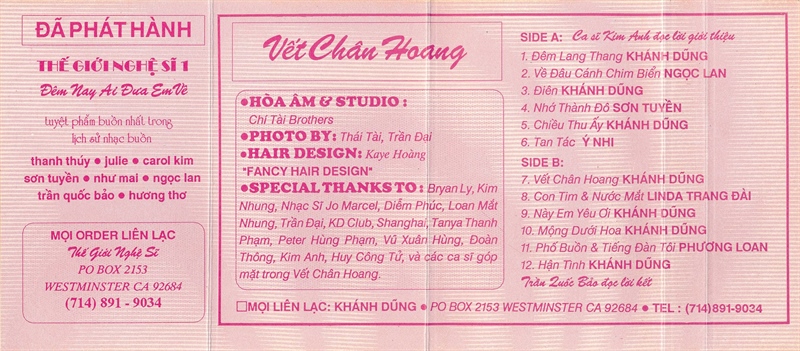 ĐÃ PHÁT HÀNH
THẾ GIỚI NGHỆ SĨ 1
Đêm Nay Ai Đưa Em Về
tuyệt phẩm buồn nhất trong
lịch sử nhạc buồn
thanh thúy ● julie ● carol kim
sơn tuyền ● như mai ● ngọc lan
trần quốc bảo ● hương thơ
MỌI ORDER LIÊN LẠC
Thế Giới Nghệ Sĩ
PO BOX 2153
WESTMINSTER CA 92684
(714) 891 - 9034
Vết Chân Hoang
●HÒA ÂM & STUDIO :
Chí Tài Brothers
●PHOTO BY: Thái Tài, Trần Đại
●HAIR DESIGN: Kaye Hoàng
"FANCY HAIR DESIGN"
●SPECIAL THANKS TO : Bryan Ly, Kim
Nhung, Nhạc Sĩ Jo Marcel, Diễm Phúc, Loan Mắt
Nhung, Trần Đại, KD Club, Shanghai, Tanya Thanh
Phạm, Peter Hùng Phạm, Vũ Xuân Hùng, Đoàn
Thông, Kim Anh, Huy Công Tử, và các ca sĩ góp
mặt trong Vết Chân Hoang.
SIDE A: Ca sĩ Kim Anh đọc lời giới thiệu
1. Đêm Lang Thang KHÁNH DŨNG
2. Về Đâu Cánh Chim Biển NGỌC LAN
3. Điên KHÁNH DŨNG
4. Nhớ Thành Đô SƠN TUYỀN
5. Chiều Thu Ấy KHÁNH DŨNG
6. Tan Tác Ý NHI
SIDE B:
7. Vết Chân Hoang KHÁNH DŨNG
8. Con Tim & Nước Mắt LINDA TRANG ĐÀI
9. Này Em Yêu Ơi KHÁNH DŨNG
10. Mộng Dưới Hoa KHÁNH DŨNG
11. Phố Buồn & Tiếng Đàn Tôi PHƯƠNG LOAN
12. Hận Tình KHÁNH DŨNG
Trần Quốc Bảo đọc lời kết
□MỌI LIÊN LẠC: KHÁNH DŨNG ● PO BOX 2153 WESTMINSTER CA 92684 ● TEL : (714)891-9034